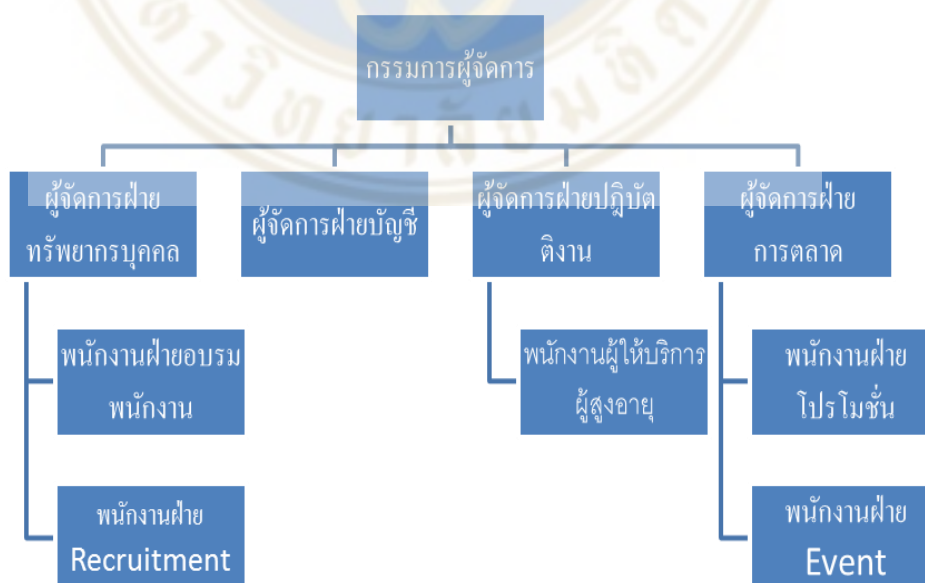 กรรมการผู้จัดการ
ผู้จัดการฝ่าย
ทรัพยากรบุคคล
ผู้จัดการฝ่ายบัญชี
ผู้จัดการฝ่ายปฎิบัต
ติงาน
ผู้จัดการฝ่าย
การตลาด
พนักงานฝ่ายอบรม
พนักงาน
พนักงานผู้ให้บริการ
ผู้สูงอายุ
พนักงานฝ่าย
โปรโมชั่น
พนักงานฝ่าย
Recruitment
พนักงานฝ่าย
Event